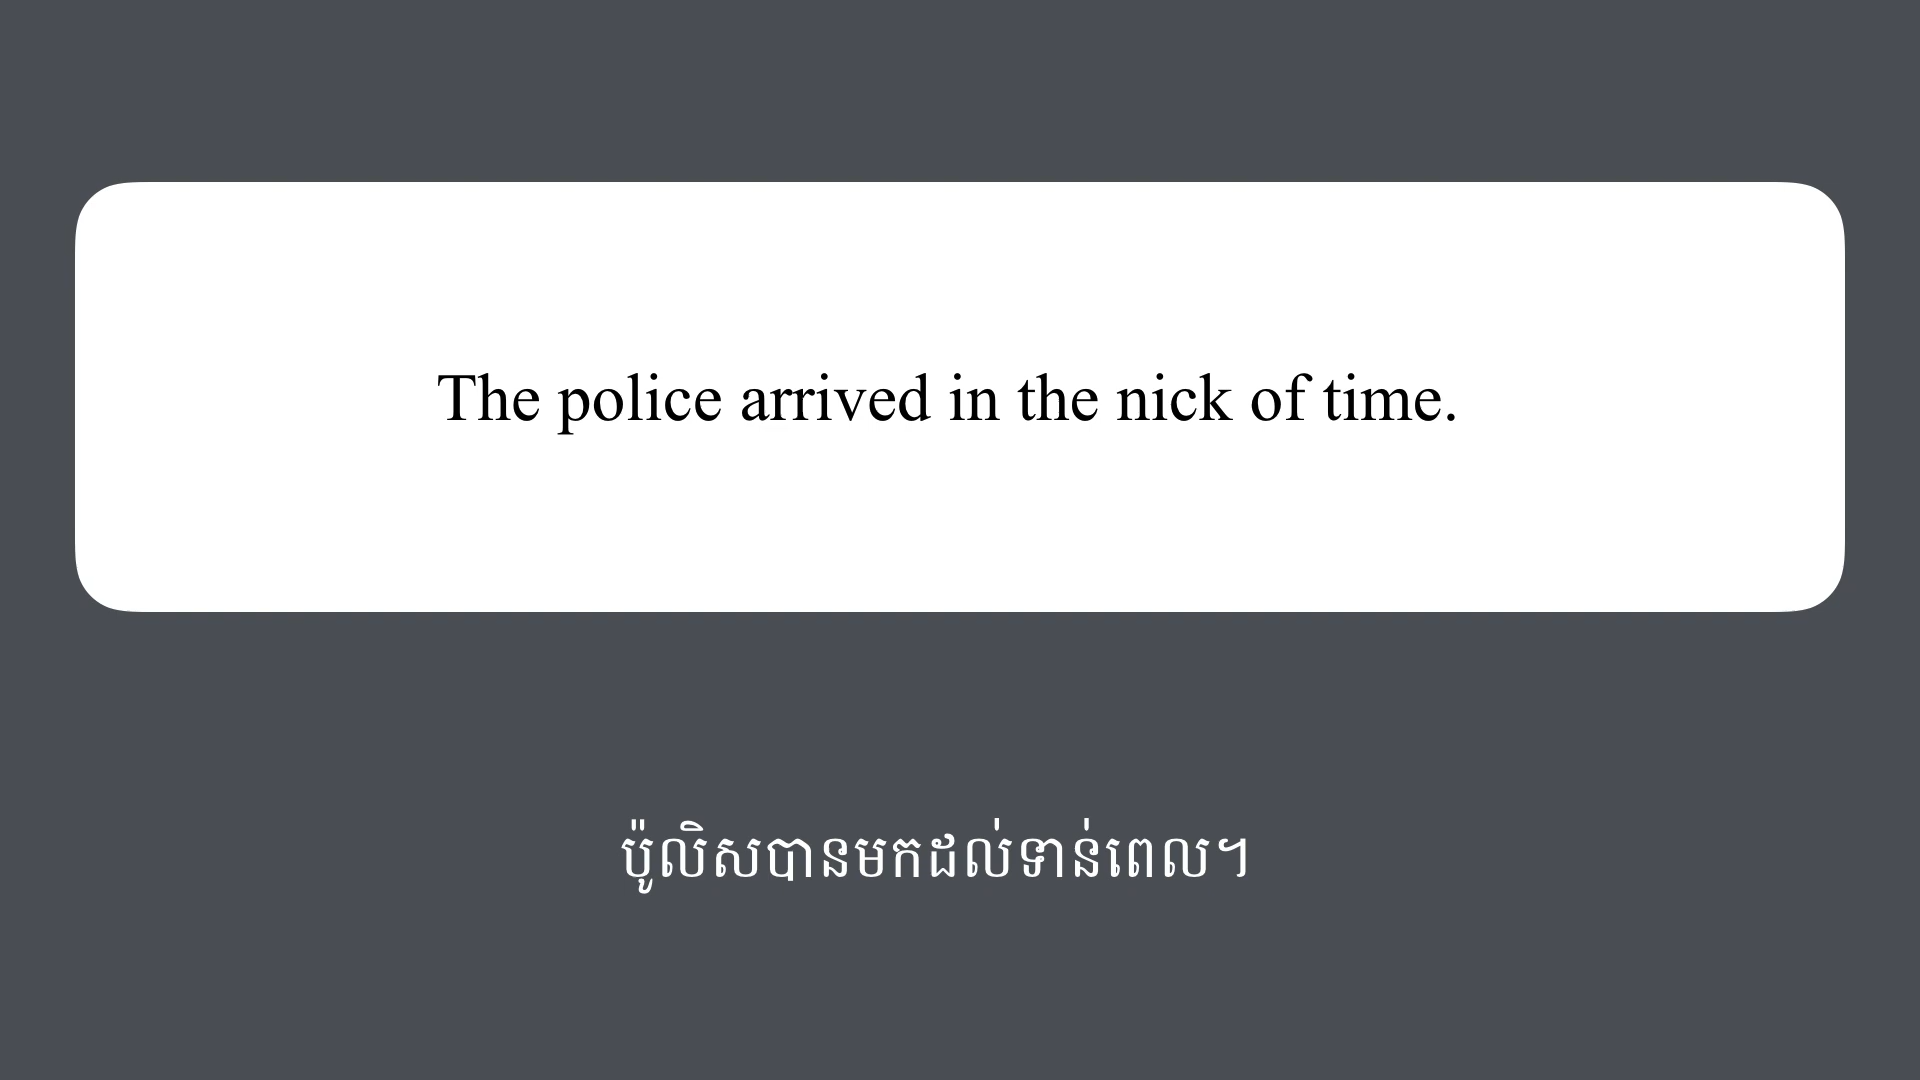 The police arrived in the nick of time.
ប៉ូលិសបានមកដល់ទាន់ពេល។